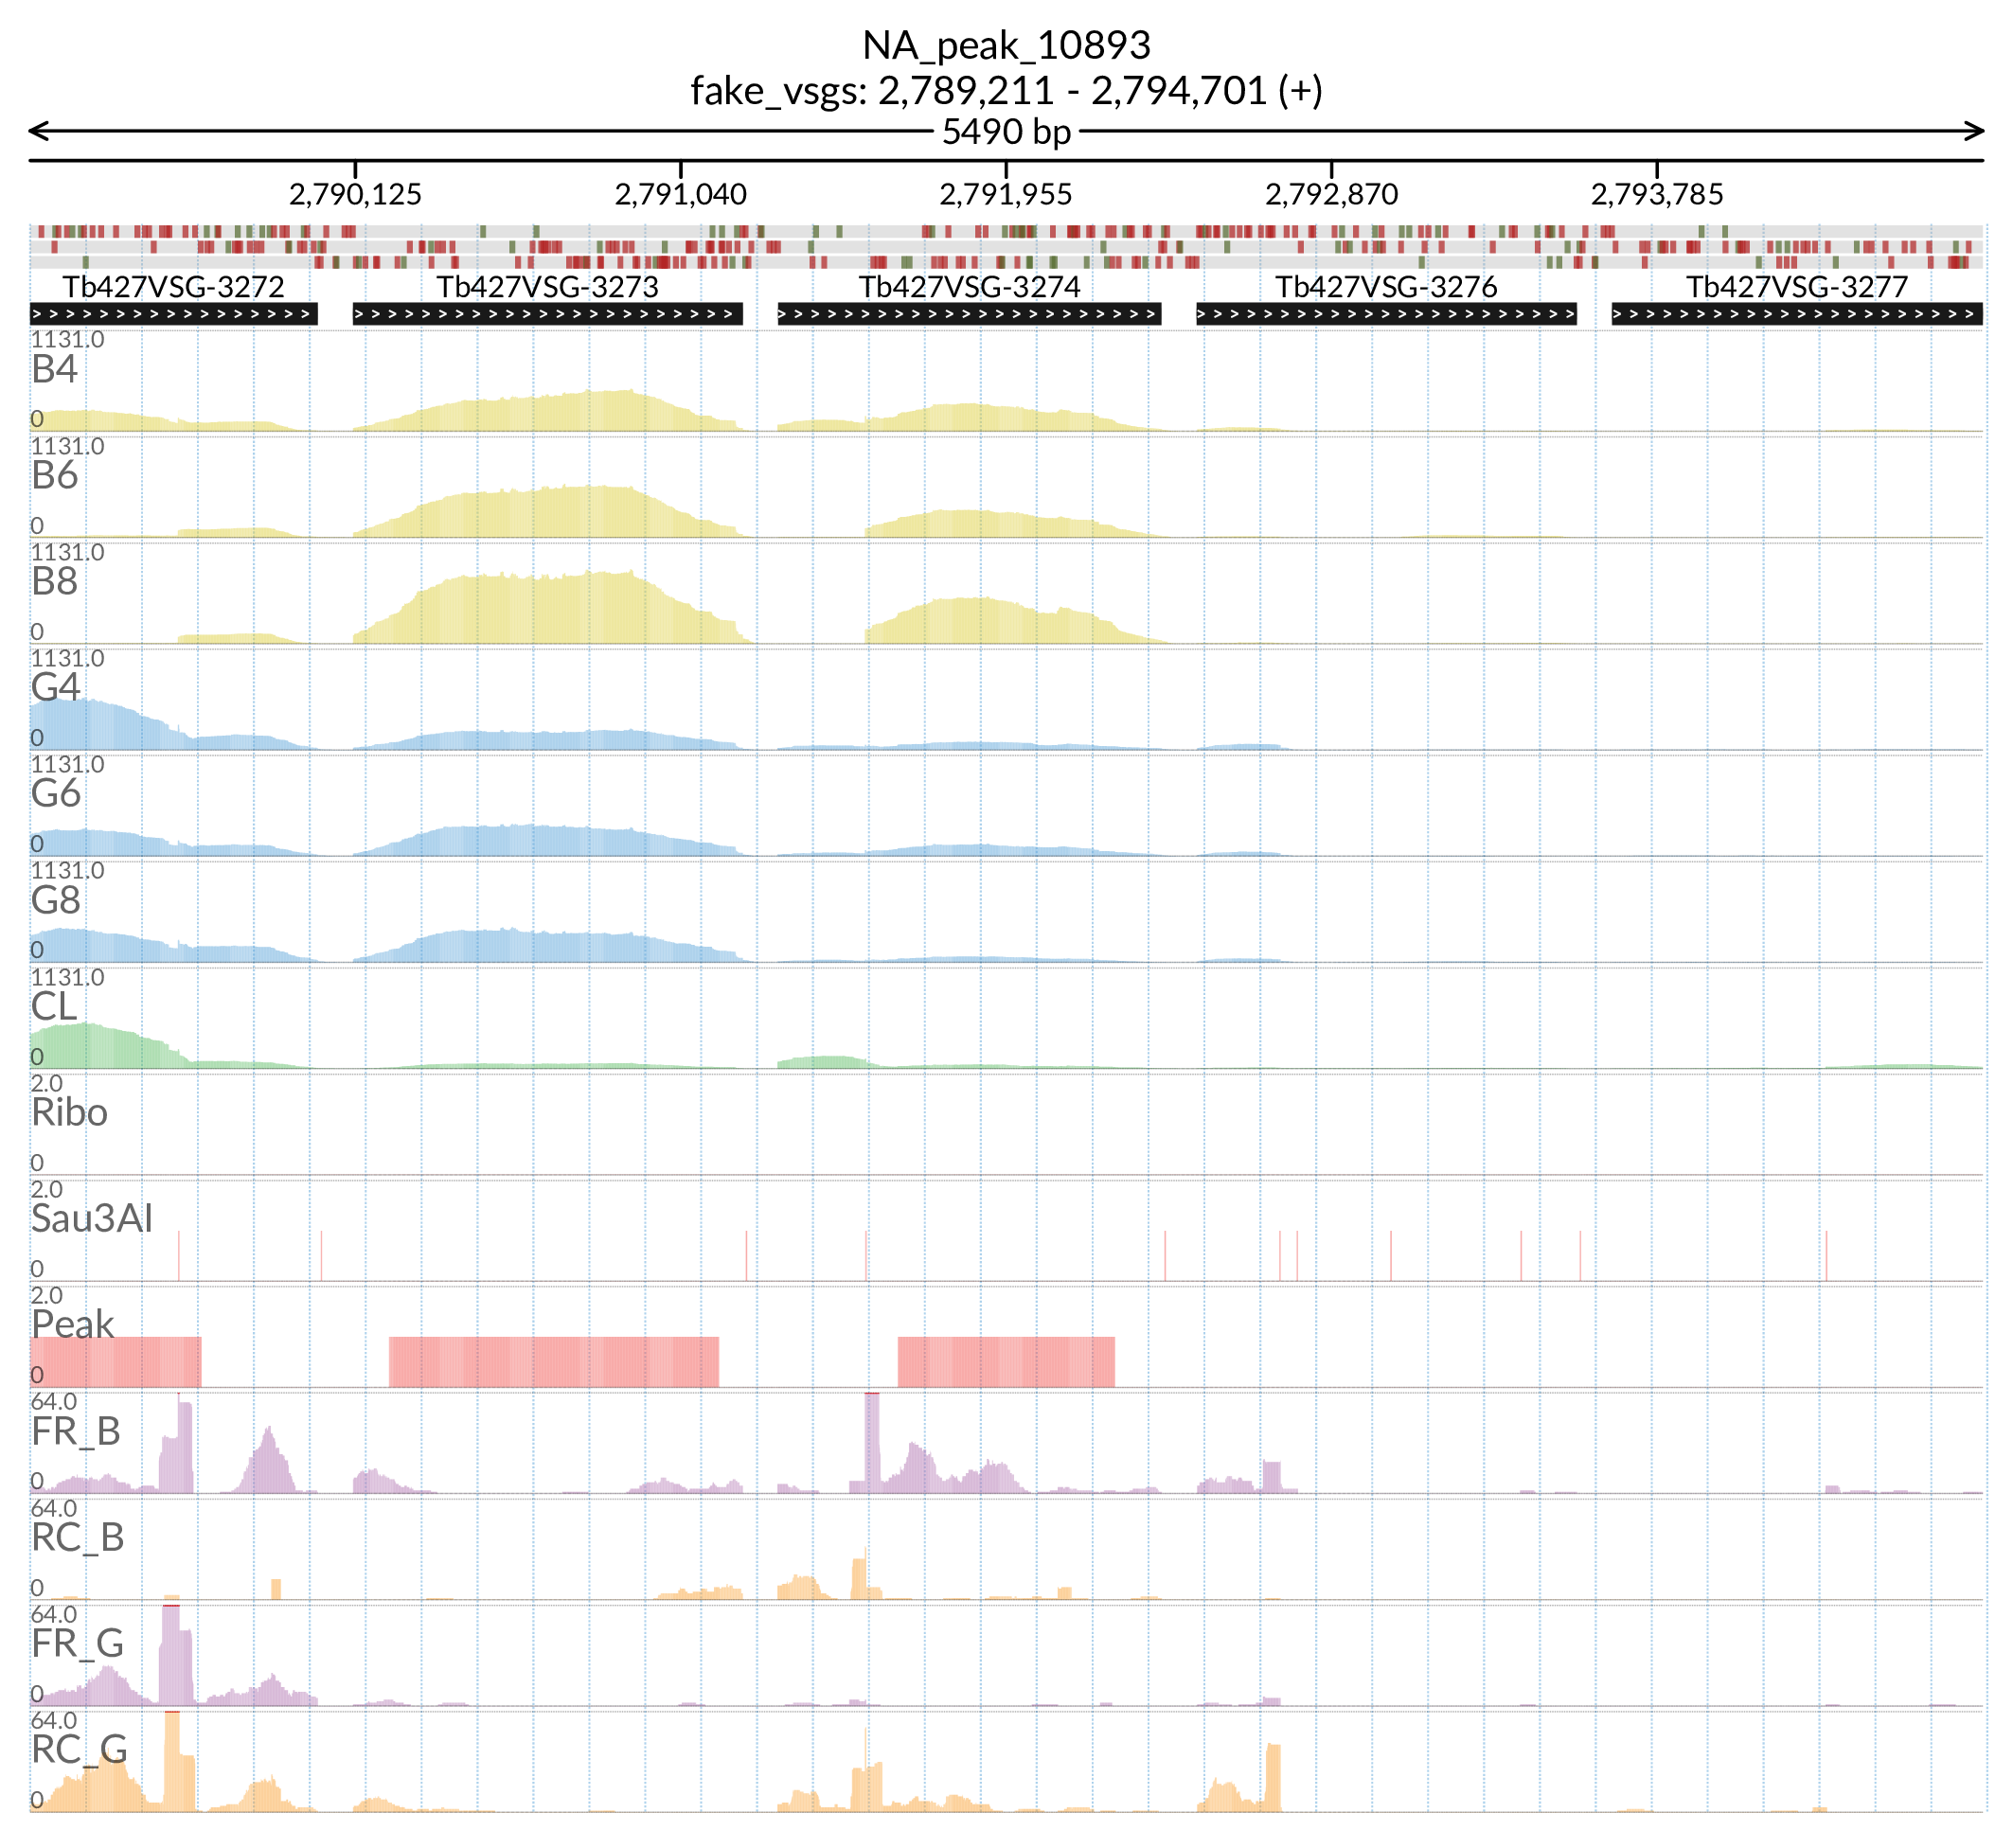 NA_peak_10893
fake_vsgs: 2,789,211 - 2,794,701 (+)
5490 bp
2,790,125 2,791,040 2,791,955 2,792,870 2,793,785
Tb427VSG-3272 Tb427VSG-3273 Tb427VSG-3274 Tb427VSG-3276 Tb427VSG-3277
1131.0
B4
0
1131.0
B6
0
1131.0
B8
0
1131.0
G4
0
1131.0
G6
0
1131.0
G8
0
1131.0
CL
0
2.0
Ribo
0
2.0
Sau3AI
0
2.0
Peak
0
64.0
FR_B
0
64.0
RC_B
0
64.0
FR_G
0
64.0
RC_G
0